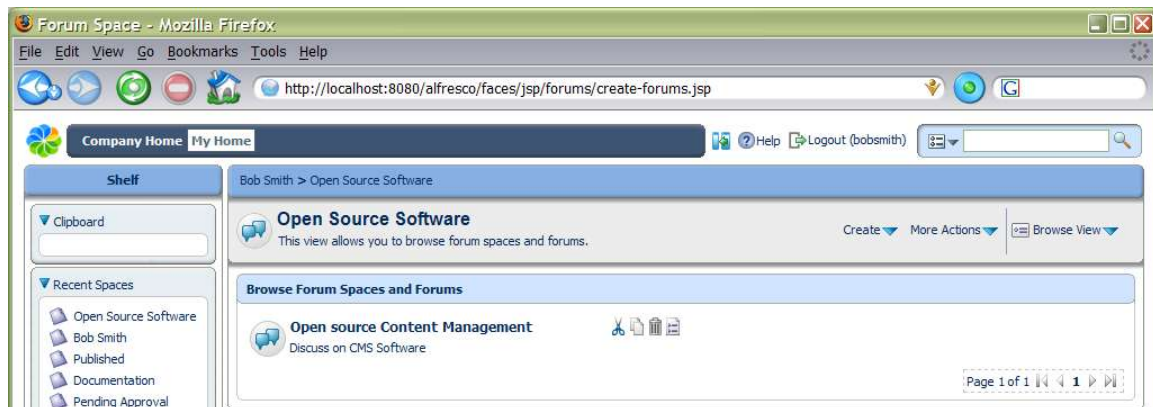 Forum Space - Mozilla Firefox
File Edit View Go Bookmarks Tools Help
http://localhost:8080/alfresco/faces/jsp/forums/create-forums.jsp
G
Company Home My Home
Help Logout (bobsmith)
Shelf
Bob Smith > Open Source Software
Clipboard
Open Source Software
This view allows you to browse forum spaces and forums.
Create More Actions Browse View
Recent Spaces
Open Source Software
Bob Smith
Published
Documentation
Pending Approval
Browse Forum Spaces and Forums
Open source Content Management
Discuss on CMS Software
Page 1 of 1 1